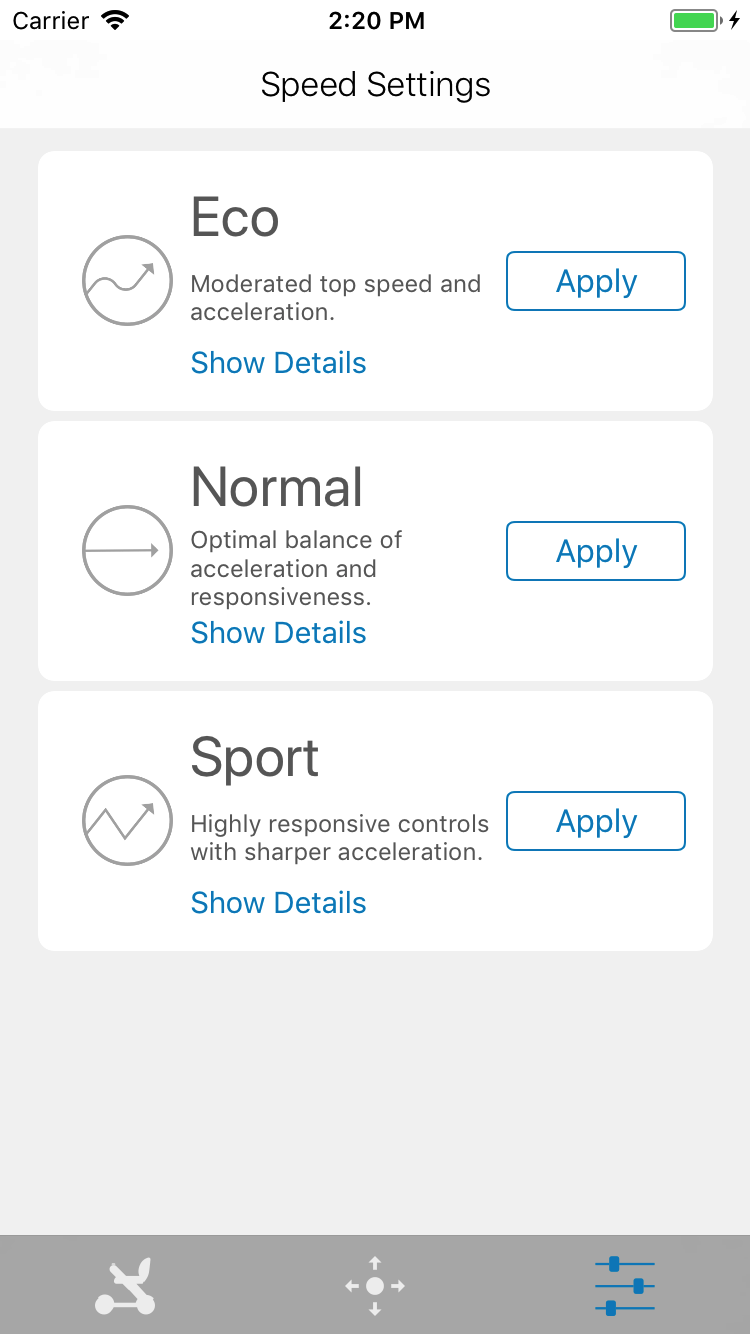 Carrier 2:20 PM
Speed Settings
Eco
Moderated top speed and
acceleration.
Show Details
Apply
Normal
Optimal balance of
acceleration and
responsiveness.
Show Details
Apply
Sport
Highly responsive controls
with sharper acceleration.
Show Details
Apply